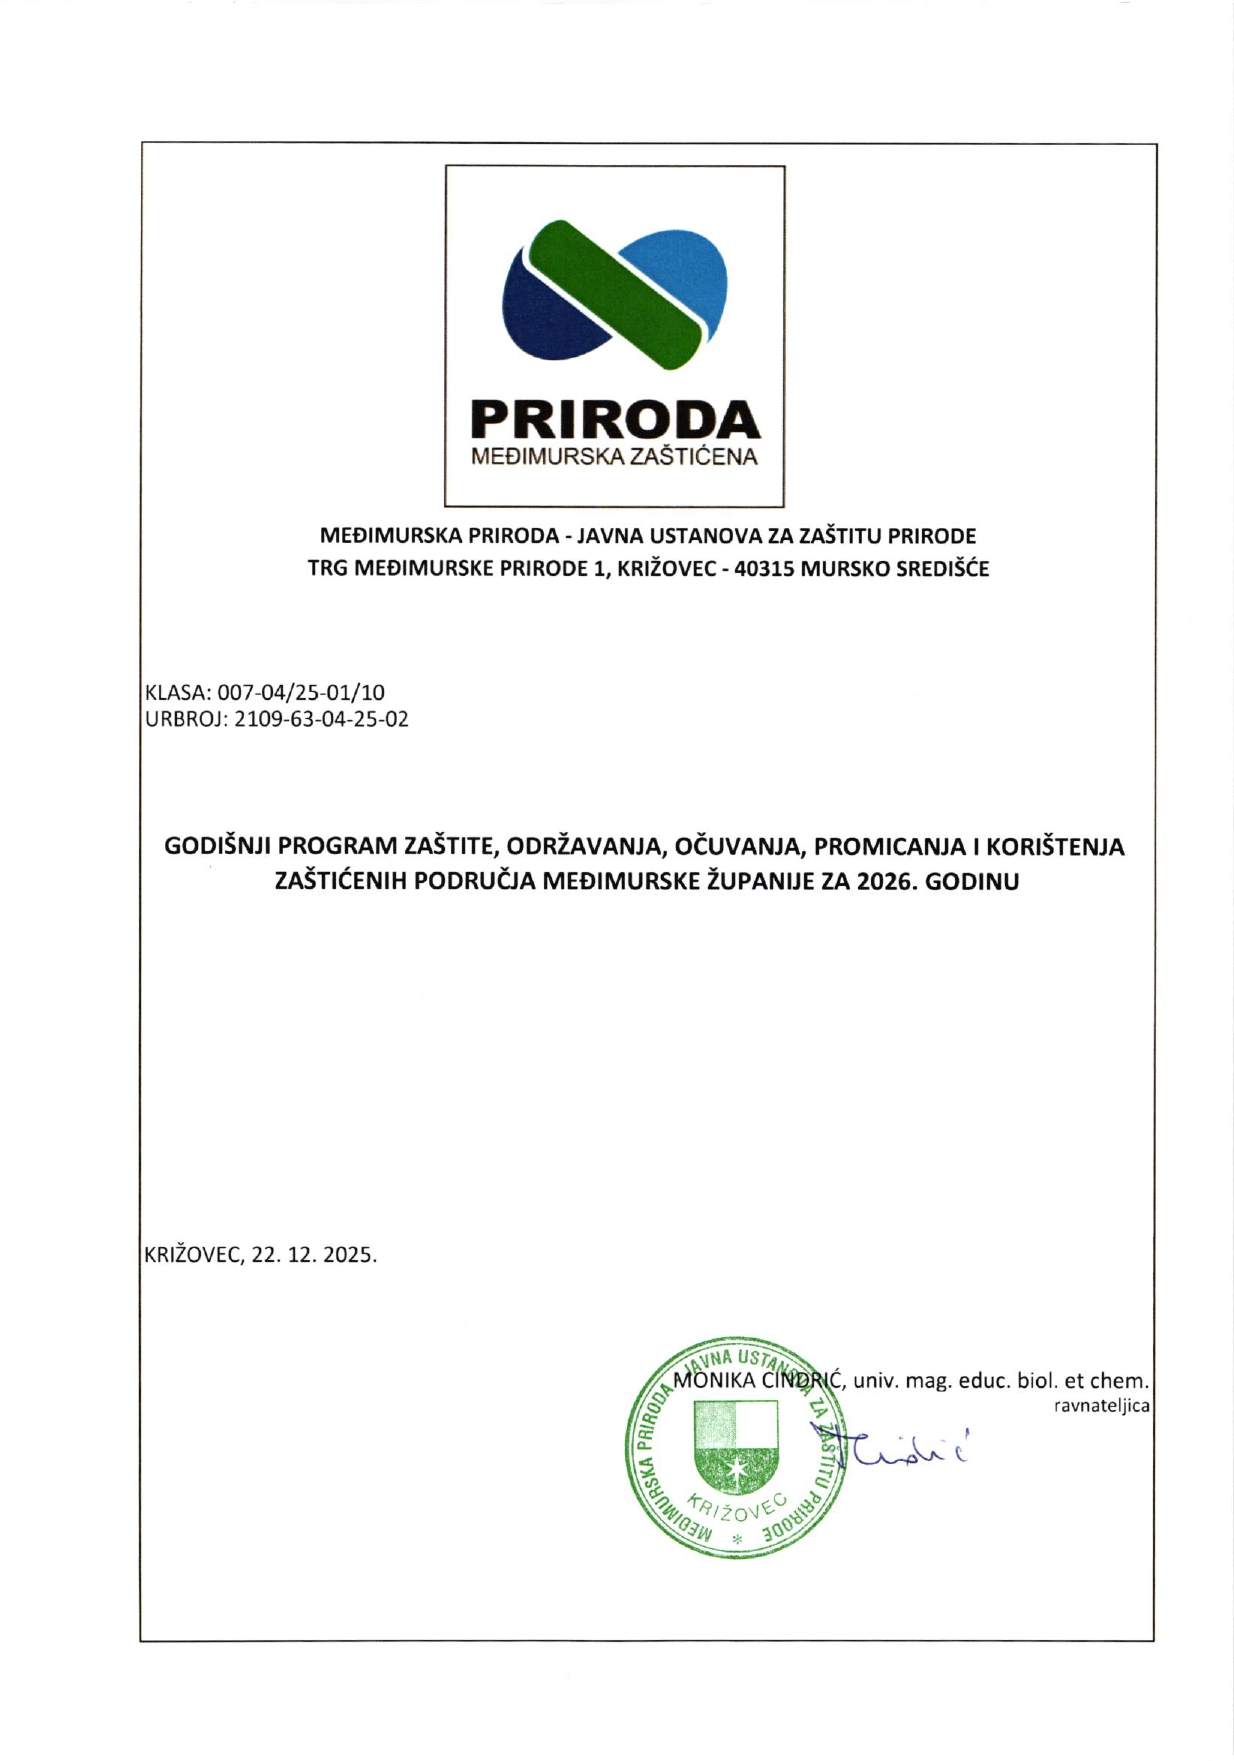 PRIRODA
MEĐIMURSKA ZAŠTIĆENA
MEĐIMURSKA PRIRODA - JAVNA USTANOVA ZA ZAŠTITU PRIRODE
TRG MEĐIMURSKE PRIRODE 1, KRIŽOVEC - 40315 MURSKO SREDIŠĆE
KLASA: 007-04/25-01/10
URBROJ: 2109-63-04-25-02
GODIŠNJI PROGRAM ZAŠTITE, ODRŽAVANJA, OČUVANJA, PROMICANJA I KORIŠTENJA
ZAŠTIĆENIH PODRUČJA MEĐIMURSKE ŽUPANIJE ZA 2026. GODINU
KRIŽOVEC, 22. 12. 2025.
MONIKA CINDRIĆ, univ. mag. educ. biol. et chem.
ravnateljica
MEĐIMURSKA PRIRODA - JAVNA USTANOVA ZA ZAŠTITU PRIRODE
KRIŽOVEC